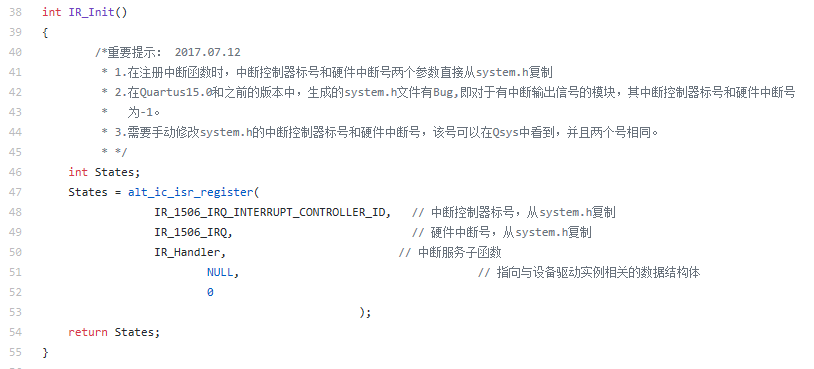 38 int IR_Init()
39 {
40 /*重要提示: 2017.07.12
41 * 1.在注册中断函数时，中断控制器标号和硬件中断号两个参数直接从system.h复制
42 * 2.在Quartus15.0和之前的版本中，生成的system.h文件有Bug,即对于有中断输出信号的模块，其中断控制器标号和硬件中断号
43 * 为-1。
44 * 3.需要手动修改system.h的中断控制器标号和硬件中断号，该号可以在Qsys中看到，并且两个号相同。
45 * */
46 int States;
47 States = alt_ic_isr_register(
48 IR_1506_IRQ_INTERRUPT_CONTROLLER_ID, // 中断控制器标号，从system.h复制
49 IR_1506_IRQ, // 硬件中断号，从system.h复制
50 IR_Handler, // 中断服务子函数
51 NULL, // 指向与设备驱动实例相关的数据结构体
52 0
53 );
54 return States;
55 }